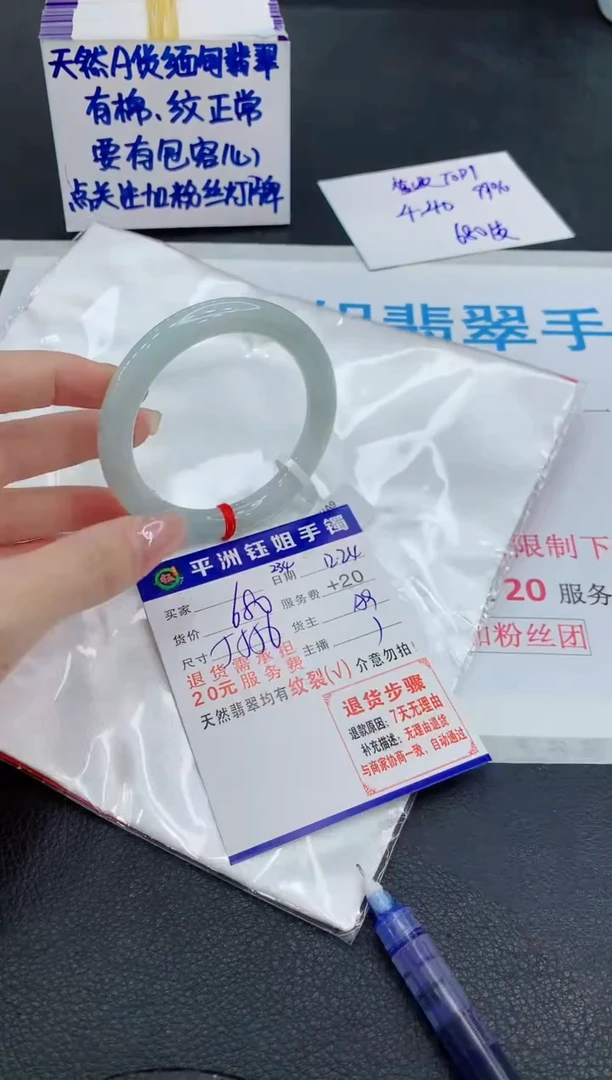 天然A货缅甸翡翠
有棉、纹正常
要有包容心
点关注加粉丝灯牌
99%
4.40
680
姐翡翠手
平洲钰姐手镯
日期 12.24
买家 服务费 +20
680
货价 货主
尺寸 主播
退货需承担
20元服务费
天然翡翠均有纹裂(√) 介意勿拍!
退货步骤
退款原因:7天无理由
补充描述:无理由退货
与商家协商一致,自动通过
限制下
20 服务
粉丝团